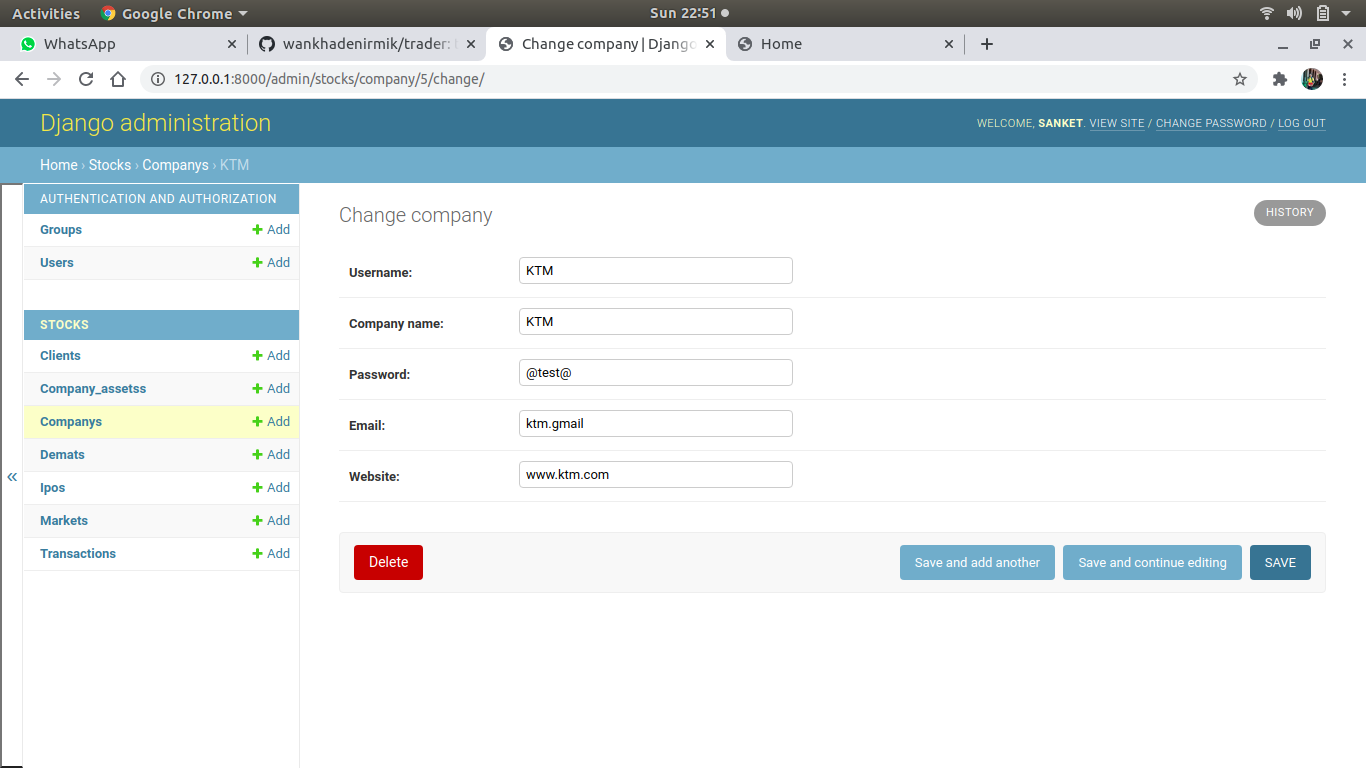 Activities Google Chrome Sun 22:51
WhatsApp wankhadenirmik/trader: Change company | Django Home
127.0.0.1:8000/admin/stocks/company/5/change/
Django administration WELCOME, SANKET. VIEW SITE / CHANGE PASSWORD / LOG OUT
Home › Stocks › Companys › KTM
AUTHENTICATION AND AUTHORIZATION
Groups Add
Users Add
STOCKS
Clients Add
Company_assetss Add
Companys Add
Demats Add
Ipos Add
Markets Add
Transactions Add
«
Change company HISTORY
Username: KTM
Company name: KTM
Password: @test@
Email: ktm.gmail
Website: www.ktm.com
Delete Save and add another Save and continue editing SAVE